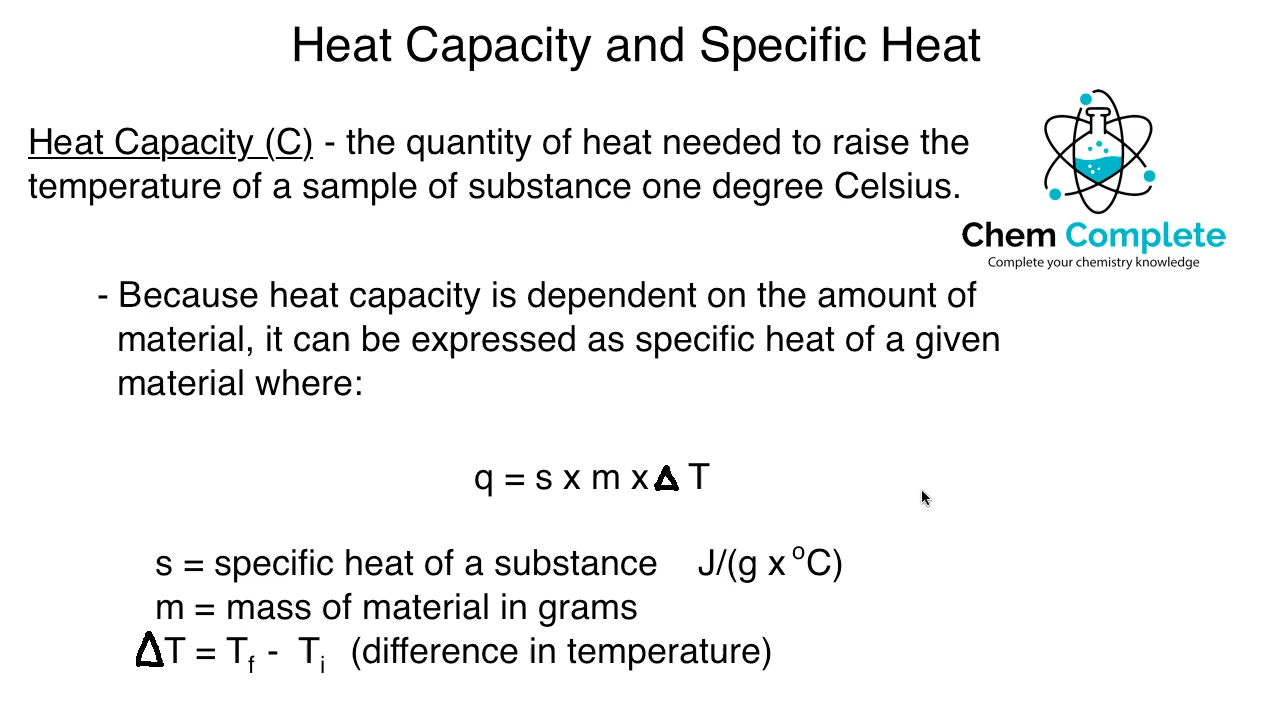 Heat Capacity and Specific Heat
Heat Capacity (C) - the quantity of heat needed to raise the
temperature of a sample of substance one degree Celsius.
Chem Complete
Complete your chemistry knowledge
- Because heat capacity is dependent on the amount of
material, it can be expressed as specific heat of a given
material where:
q = s x m x Δ T
s = specific heat of a substance J/(g x ºC)
m = mass of material in grams
ΔT = Tf - Ti (difference in temperature)